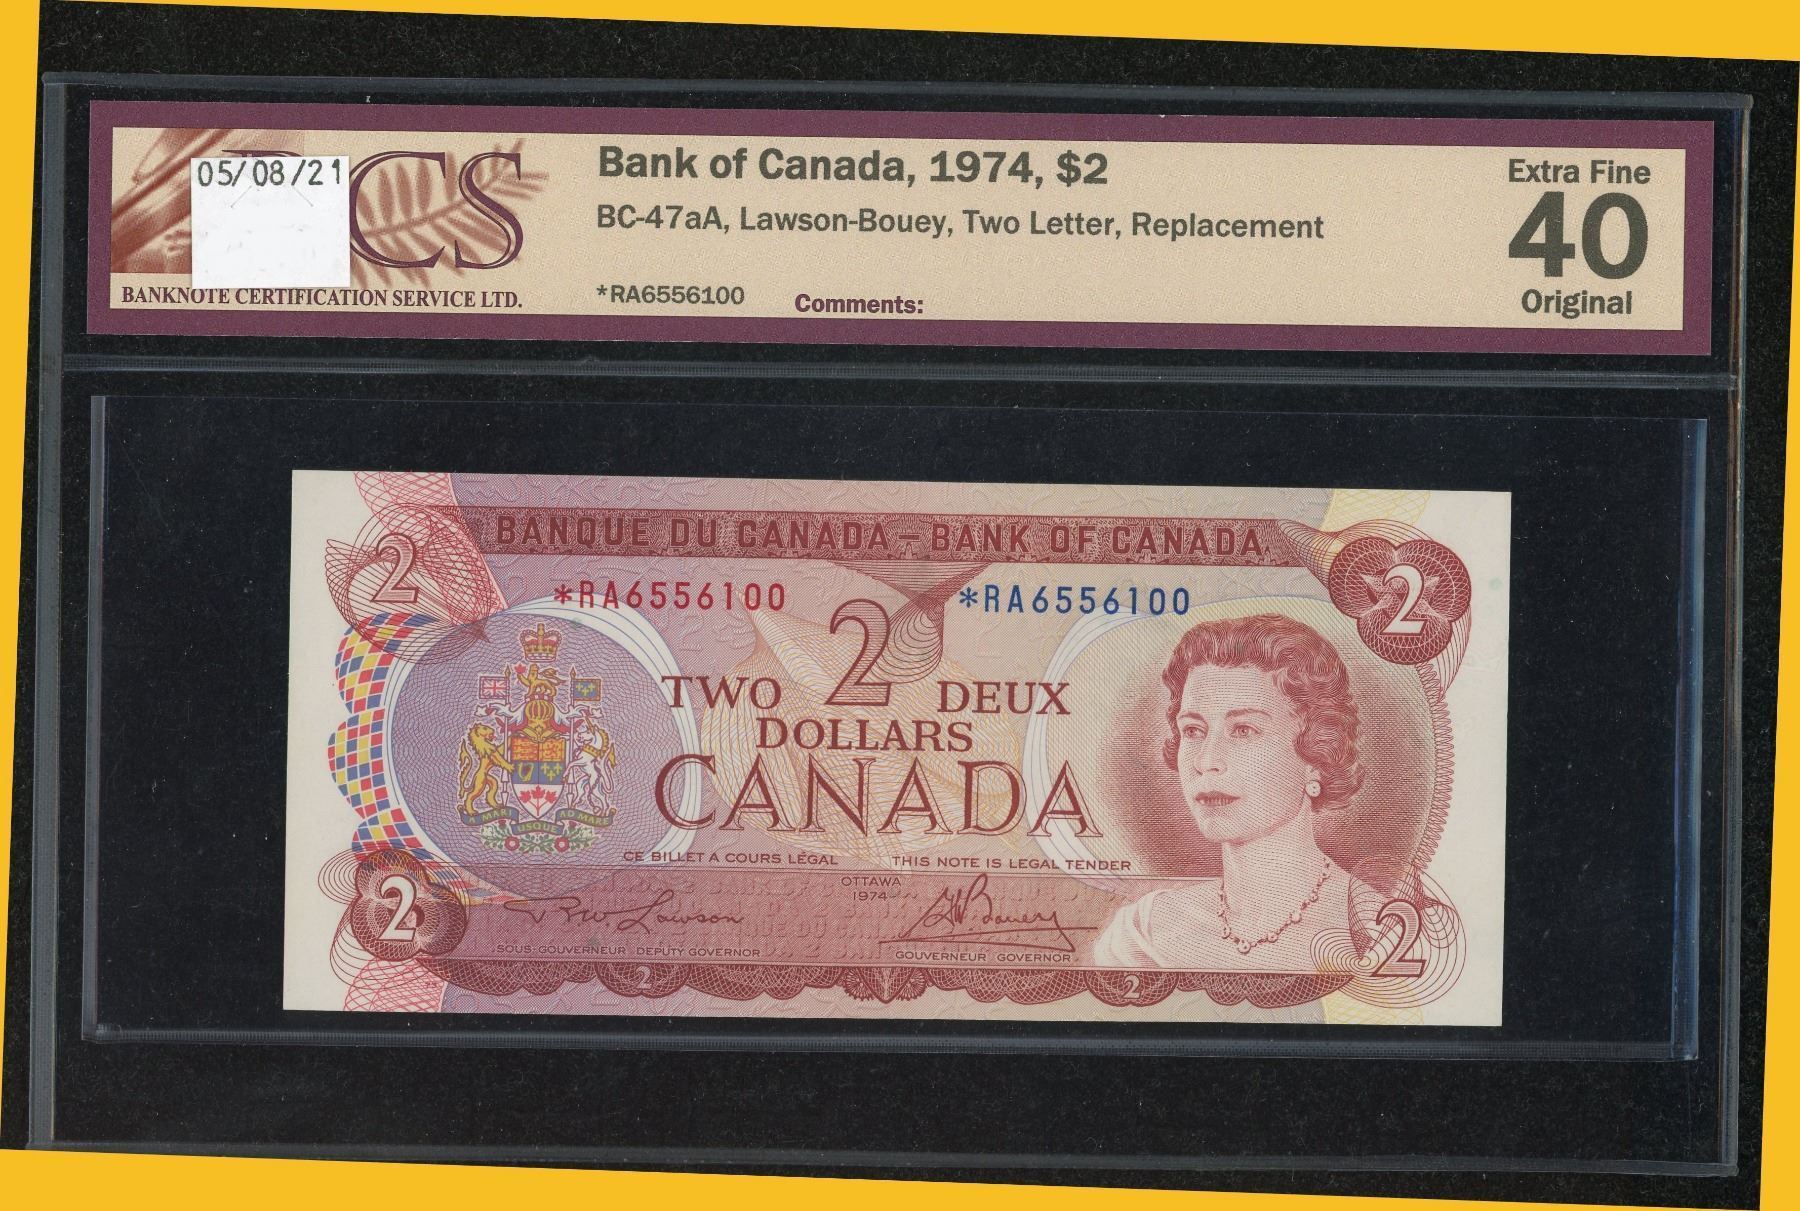 05/08/21
CS
BANKNOTE CERTIFICATION SERVICE LTD.
Bank of Canada, 1974, $2
BC-47aA, Lawson-Bouey, Two Letter, Replacement
*RA6556100
Comments:
Extra Fine
40
Original
BANQUE DU CANADA – BANK OF CANADA
2
2
*RA6556100
*RA6556100
2
TWO DEUX
DOLLARS
CANADA
A MARI USQUE AD MARE
CE BILLET A COURS LÉGAL THIS NOTE IS LEGAL TENDER
OTTAWA
1974
R.W. Lawson
G.K. Bouey
SOUS-GOUVERNEUR DEPUTY GOVERNOR
GOUVERNEUR GOVERNOR
2
2
2
2